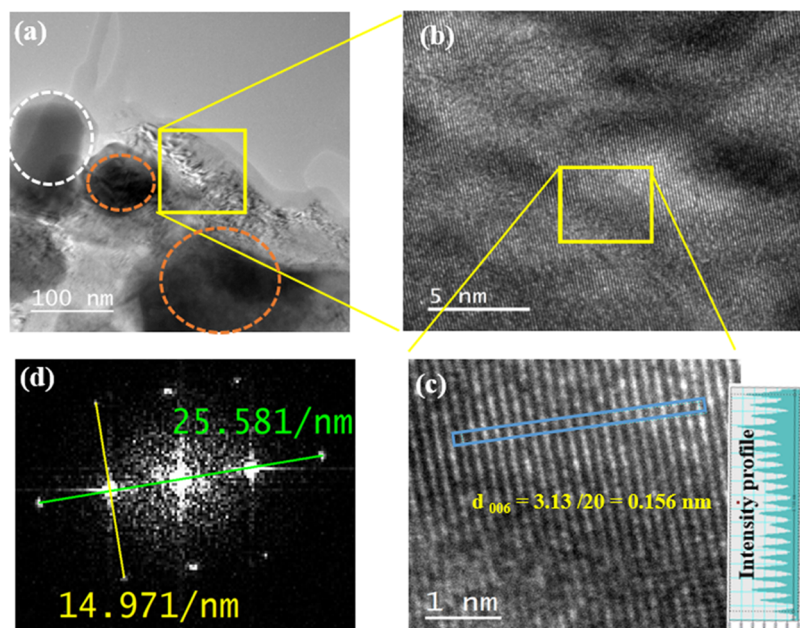 (a)
100 nm
(b)
5 nm
(d)
25.581/nm
14.971/nm
(c)
d 006 = 3.13 /20 = 0.156 nm
1 nm
Intensity profile